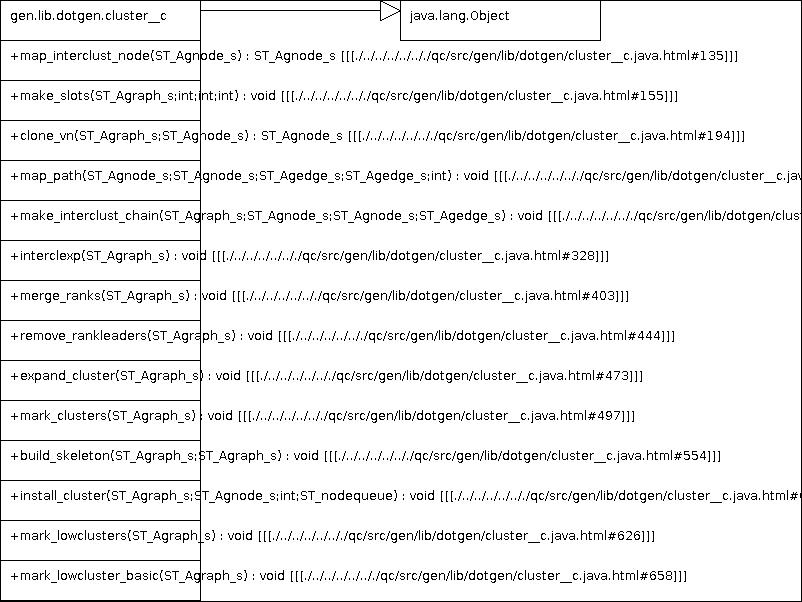 gen.lib.dotgen.cluster__c
java.lang.Object
+map_interclust_node(ST_Agnode_s) : ST_Agnode_s [[[./../../../../../qc/src/gen/lib/dotgen/cluster__c.java.html#135]]]
+make_slots(ST_Agraph_s;int;int;int) : void [[[./../../../../../qc/src/gen/lib/dotgen/cluster__c.java.html#155]]]
+clone_vn(ST_Agraph_s;ST_Agnode_s) : ST_Agnode_s [[[./../../../../../qc/src/gen/lib/dotgen/cluster__c.java.html#194]]]
+map_path(ST_Agnode_s;ST_Agnode_s;ST_Agedge_s;ST_Agedge_s;int) : void [[[./../../../../../qc/src/gen/lib/dotgen/cluster__c.jav
+make_interclust_chain(ST_Agraph_s;ST_Agnode_s;ST_Agnode_s;ST_Agedge_s) : void [[[./../../../../../qc/src/gen/lib/dotgen/clust
+interclexp(ST_Agraph_s) : void [[[./../../../../../qc/src/gen/lib/dotgen/cluster__c.java.html#328]]]
+merge_ranks(ST_Agraph_s) : void [[[./../../../../../qc/src/gen/lib/dotgen/cluster__c.java.html#403]]]
+remove_rankleaders(ST_Agraph_s) : void [[[./../../../../../qc/src/gen/lib/dotgen/cluster__c.java.html#444]]]
+expand_cluster(ST_Agraph_s) : void [[[./../../../../../qc/src/gen/lib/dotgen/cluster__c.java.html#473]]]
+mark_clusters(ST_Agraph_s) : void [[[./../../../../../qc/src/gen/lib/dotgen/cluster__c.java.html#497]]]
+build_skeleton(ST_Agraph_s;ST_Agraph_s) : void [[[./../../../../../qc/src/gen/lib/dotgen/cluster__c.java.html#554]]]
+install_cluster(ST_Agraph_s;ST_Agnode_s;int;ST_nodequeue) : void [[[./../../../../../qc/src/gen/lib/dotgen/cluster__c.java.html#
+mark_lowclusters(ST_Agraph_s) : void [[[./../../../../../qc/src/gen/lib/dotgen/cluster__c.java.html#626]]]
+mark_lowcluster_basic(ST_Agraph_s) : void [[[./../../../../../qc/src/gen/lib/dotgen/cluster__c.java.html#658]]]